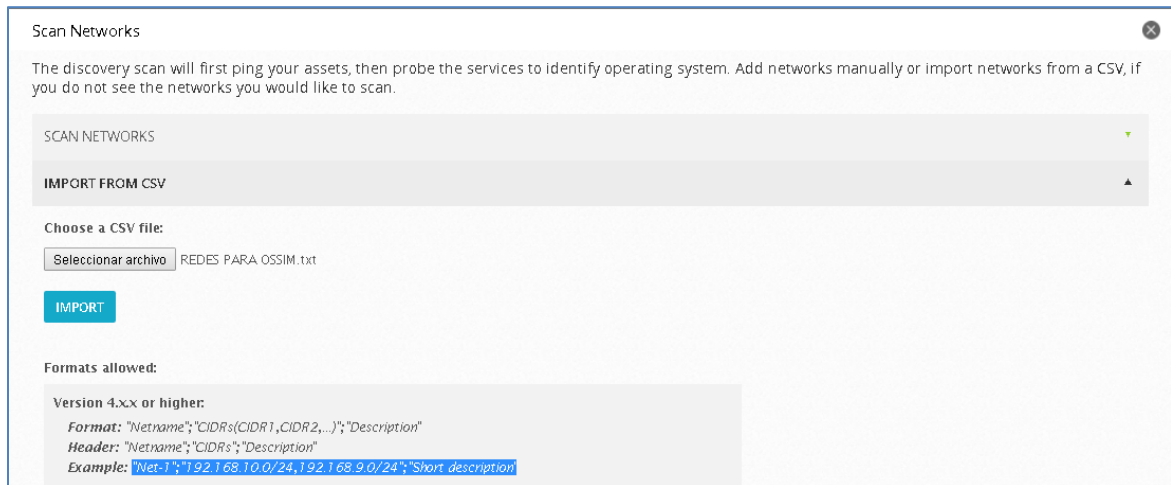 Scan Networks
The discovery scan will first ping your assets, then probe the services to identify operating system. Add networks manually or import networks from a CSV, if
you do not see the networks you would like to scan.
SCAN NETWORKS
IMPORT FROM CSV
Choose a CSV file:
Seleccionar archivo REDES PARA OSSIM.txt
IMPORT
Formats allowed:
Version 4.x.x or higher:
Format: "Netname";"CIDRs(CIDR1,CIDR2,...)";"Description"
Header: "Netname";"CIDRs";"Description"
Example: "Net-1";"192.168.10.0/24,192.168.9.0/24";"Short description"